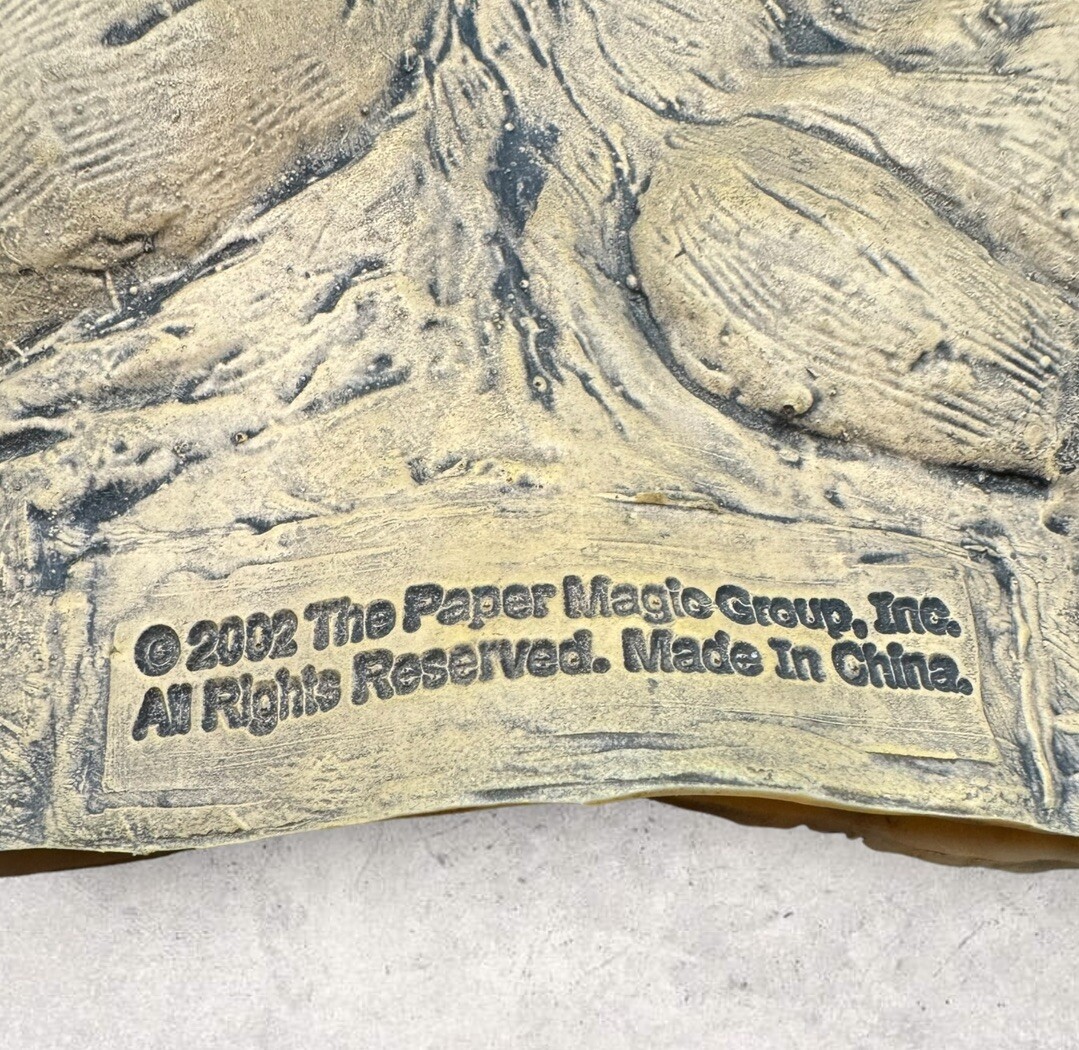 © 2002 The Paper Magic Group, Inc.
All Rights Reserved. Made In China.